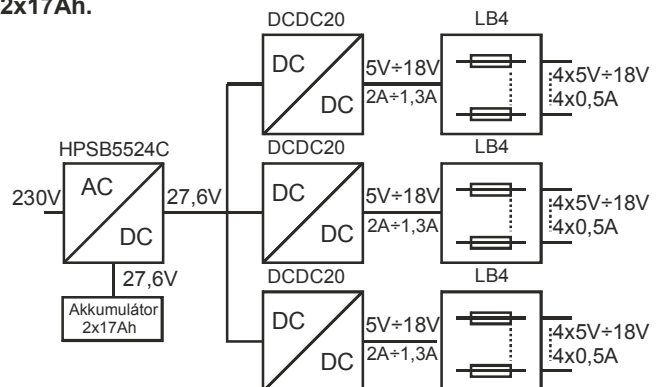 2x17Ah.
DCDC20
LB4
DC
DC
5V÷18V
2A÷1,3A
4x5V÷18V
4x0,5A
HPSB5524C
230V
AC
DC
27,6V
27,6V
Akkumulátor
2x17Ah
DCDC20
LB4
DC
DC
5V÷18V
2A÷1,3A
4x5V÷18V
4x0,5A
DCDC20
LB4
DC
DC
5V÷18V
2A÷1,3A
4x5V÷18V
4x0,5A